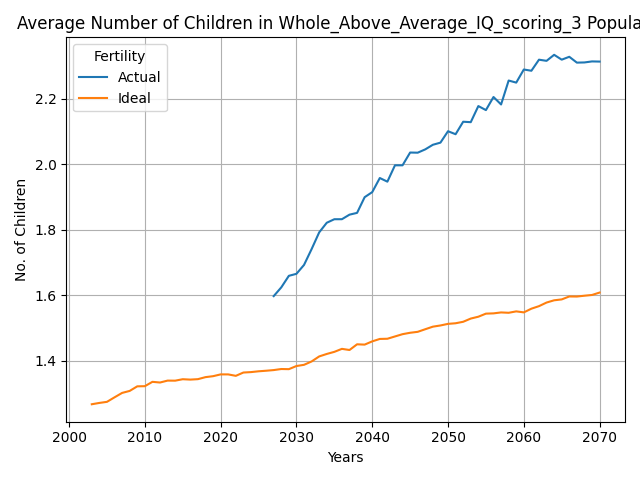 Average Number of Children in Whole_Above_Average_IQ_scoring_3 Popula
Fertility
Actual
Ideal
No. of Children
2.2
2.0
1.8
1.6
1.4
2000 2010 2020 2030 2040 2050 2060 2070
Years